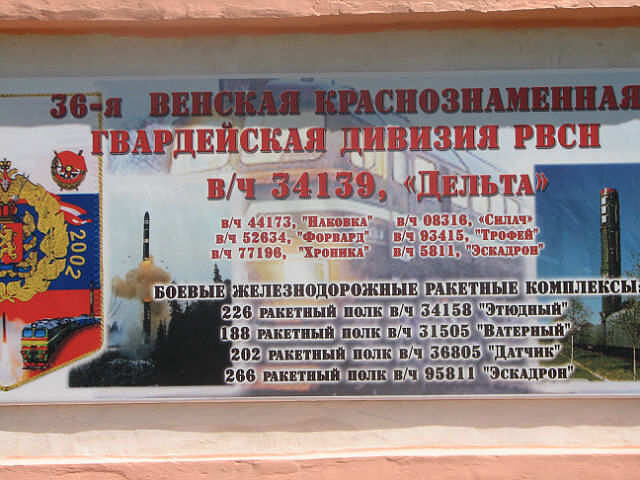 36-я ВЕНСКАЯ КРАСНОЗНАМЕННАЯ
ГВАРДЕЙСКАЯ ДИВИЗИЯ РВСН
в/ч 34139, «Дельта»
в/ч 44173, "Наковка" в/ч 08316, «Силач»
в/ч 52634, "Форвард" в/ч 93415, "Трофей"
в/ч 77196, "Хроника" в/ч 5811, "Эскадрон"
2002
Боевые железнодорожные ракетные комплексы:
226 ракетный полк в/ч 34158 "Этюдный"
188 ракетный полк в/ч 31505 "Ватерный"
202 ракетный полк в/ч 36805 "Датчик"
266 ракетный полк в/ч 95811 "Эскадрон"